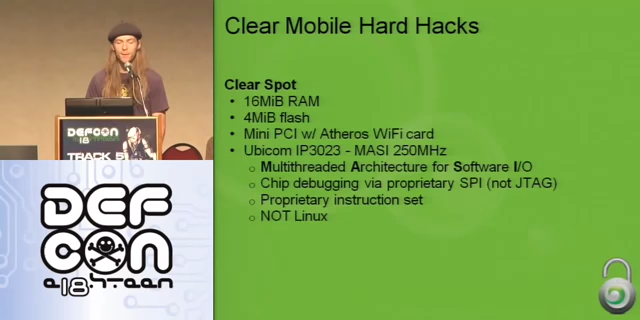 Clear Mobile Hard Hacks
Clear Spot
• 16MiB RAM
• 4MiB flash
• Mini PCI w/ Atheros WiFi card
• Ubicom IP3023 - MASI 250MHz
o Multithreaded Architecture for Software I/O
o Chip debugging via proprietary SPI (not JTAG)
o Proprietary instruction set
o NOT Linux
DEFCON
18
TRACK 5
DEF
CON
e18hteen